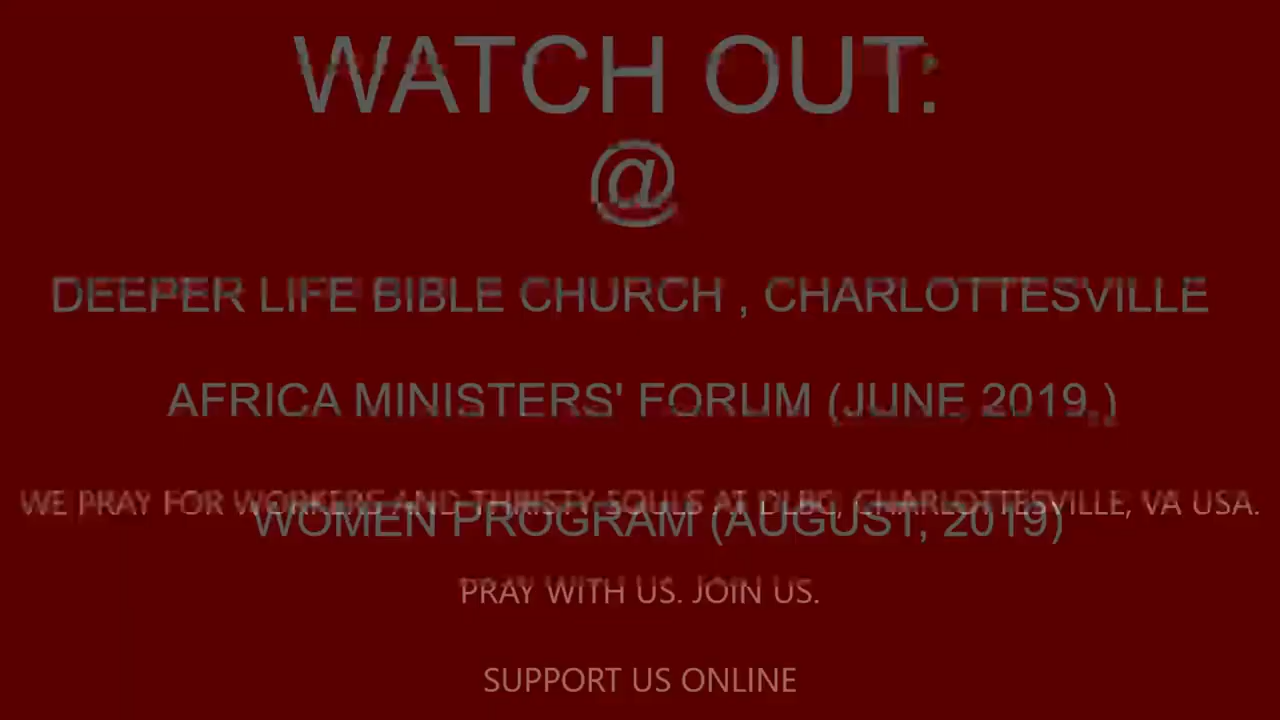 WATCH OUT:
@
DEEPER LIFE BIBLE CHURCH , CHARLOTTESVILLE
AFRICA MINISTERS' FORUM (JUNE 2019,)
WE PRAY FOR WORKERS AND THIRSTY SOULS AT DLBC, CHARLOTTESVILLE, VA USA.
WOMEN PROGRAM (AUGUST, 2019)
PRAY WITH US. JOIN US.
SUPPORT US ONLINE